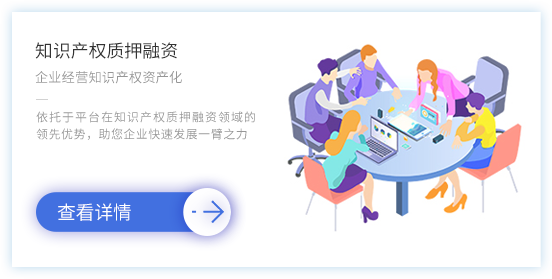 知识产权质押融资
企业经营知识产权资产化
依托于平台在知识产权质押融资领域的
领先优势，助您企业快速发展一臂之力
查看详情